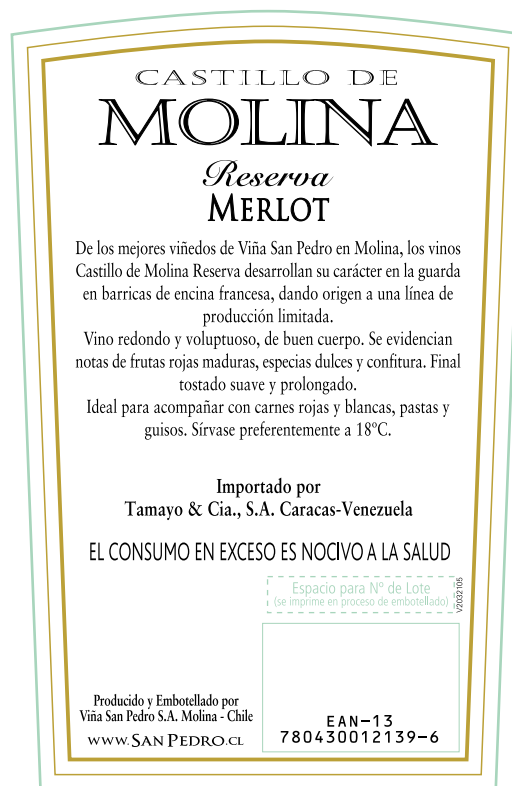 CASTILLO DE
MOLINA
Reserva
MERLOT
De los mejores viñedos de Viña San Pedro en Molina, los vinos
Castillo de Molina Reserva desarrollan su carácter en la guarda
en barricas de encina francesa, dando origen a una línea de
producción limitada.
Vino redondo y voluptuoso, de buen cuerpo. Se evidencian
notas de frutas rojas maduras, especias dulces y confitura. Final
tostado suave y prolongado.
Ideal para acompañar con carnes rojas y blancas, pastas y
guisos. Sírvase preferentemente a 18ºC.
Importado por
Tamayo & Cia., S.A. Caracas-Venezuela
EL CONSUMO EN EXCESO ES NOCIVO A LA SALUD
Espacio para Nº de Lote
(se imprime en proceso de embotellado)
V2032105
Producido y Embotellado por
Viña San Pedro S.A. Molina - Chile
WWW.SAN PEDRO.CL
EAN-13
780430012139-6